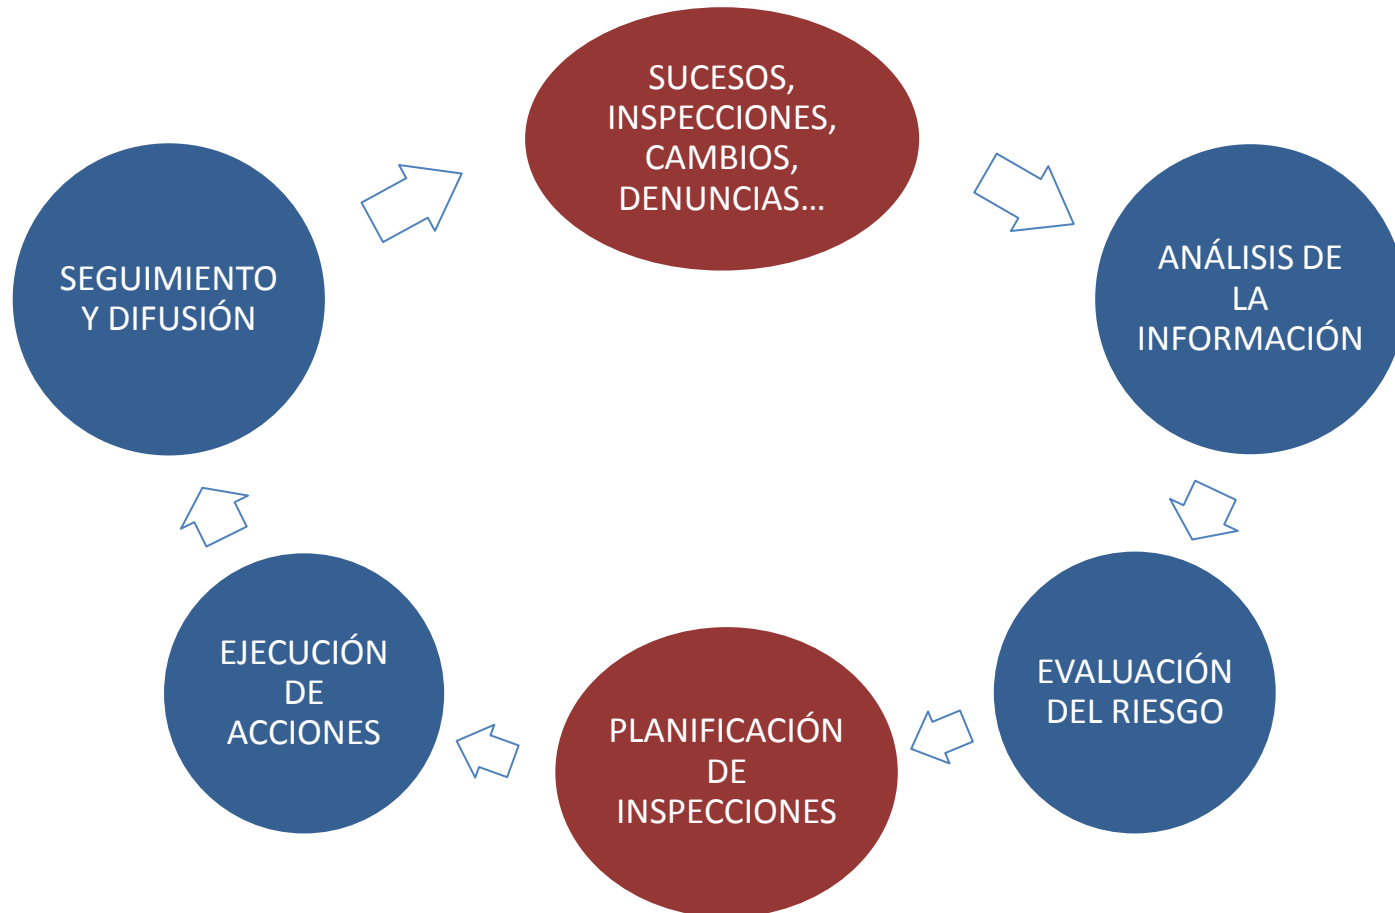 SUCESOS,
INSPECCIONES,
CAMBIOS,
DENUNCIAS…
ANÁLISIS DE
LA
INFORMACIÓN
EVALUACIÓN
DEL RIESGO
PLANIFICACIÓN
DE
INSPECCIONES
EJECUCIÓN
DE
ACCIONES
SEGUIMIENTO
Y DIFUSIÓN